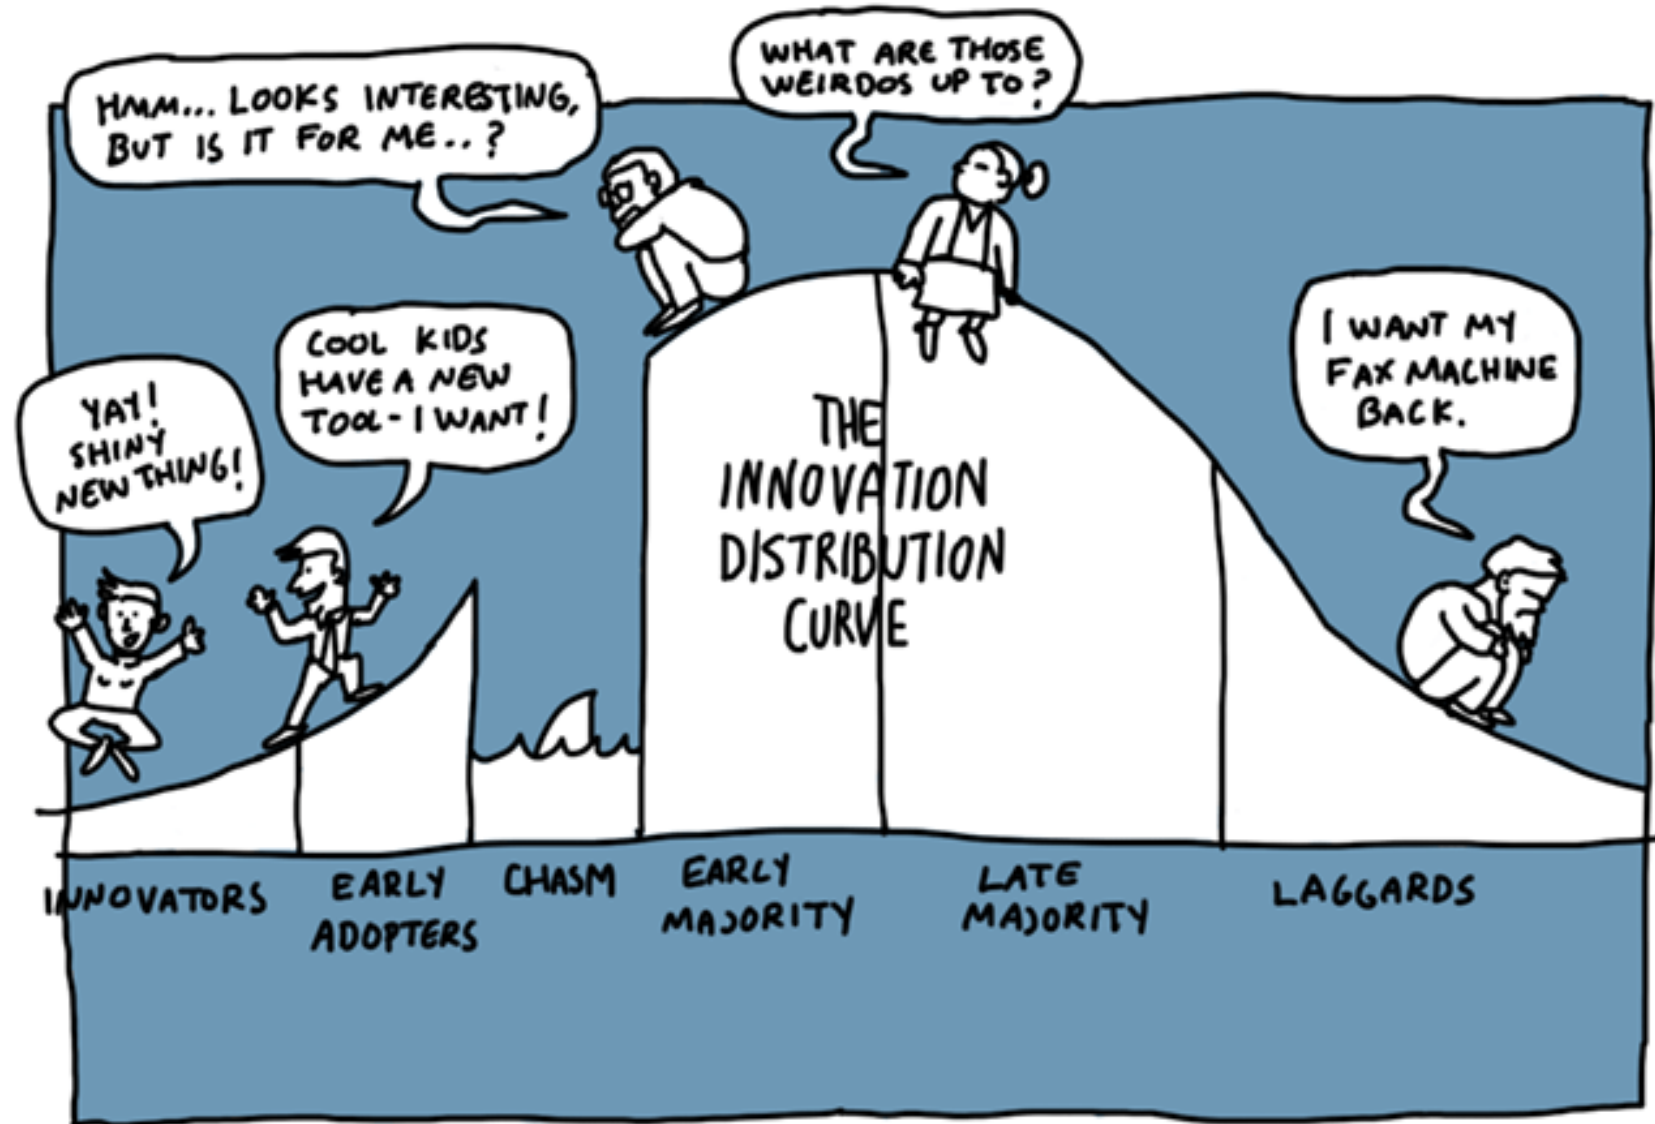 HMM... LOOKS INTERESTING,
BUT IS IT FOR ME..?
WHAT ARE THOSE
WEIRDOS UP TO?
YAY!
SHINY
NEW THING!
COOL KIDS
HAVE A NEW
TOOL - I WANT!
I WANT MY
FAX MACHINE
BACK.
THE
INNOVATION
DISTRIBUTION
CURVE
INNOVATORS
EARLY
ADOPTERS
CHASM
EARLY
MAJORITY
LATE
MAJORITY
LAGGARDS